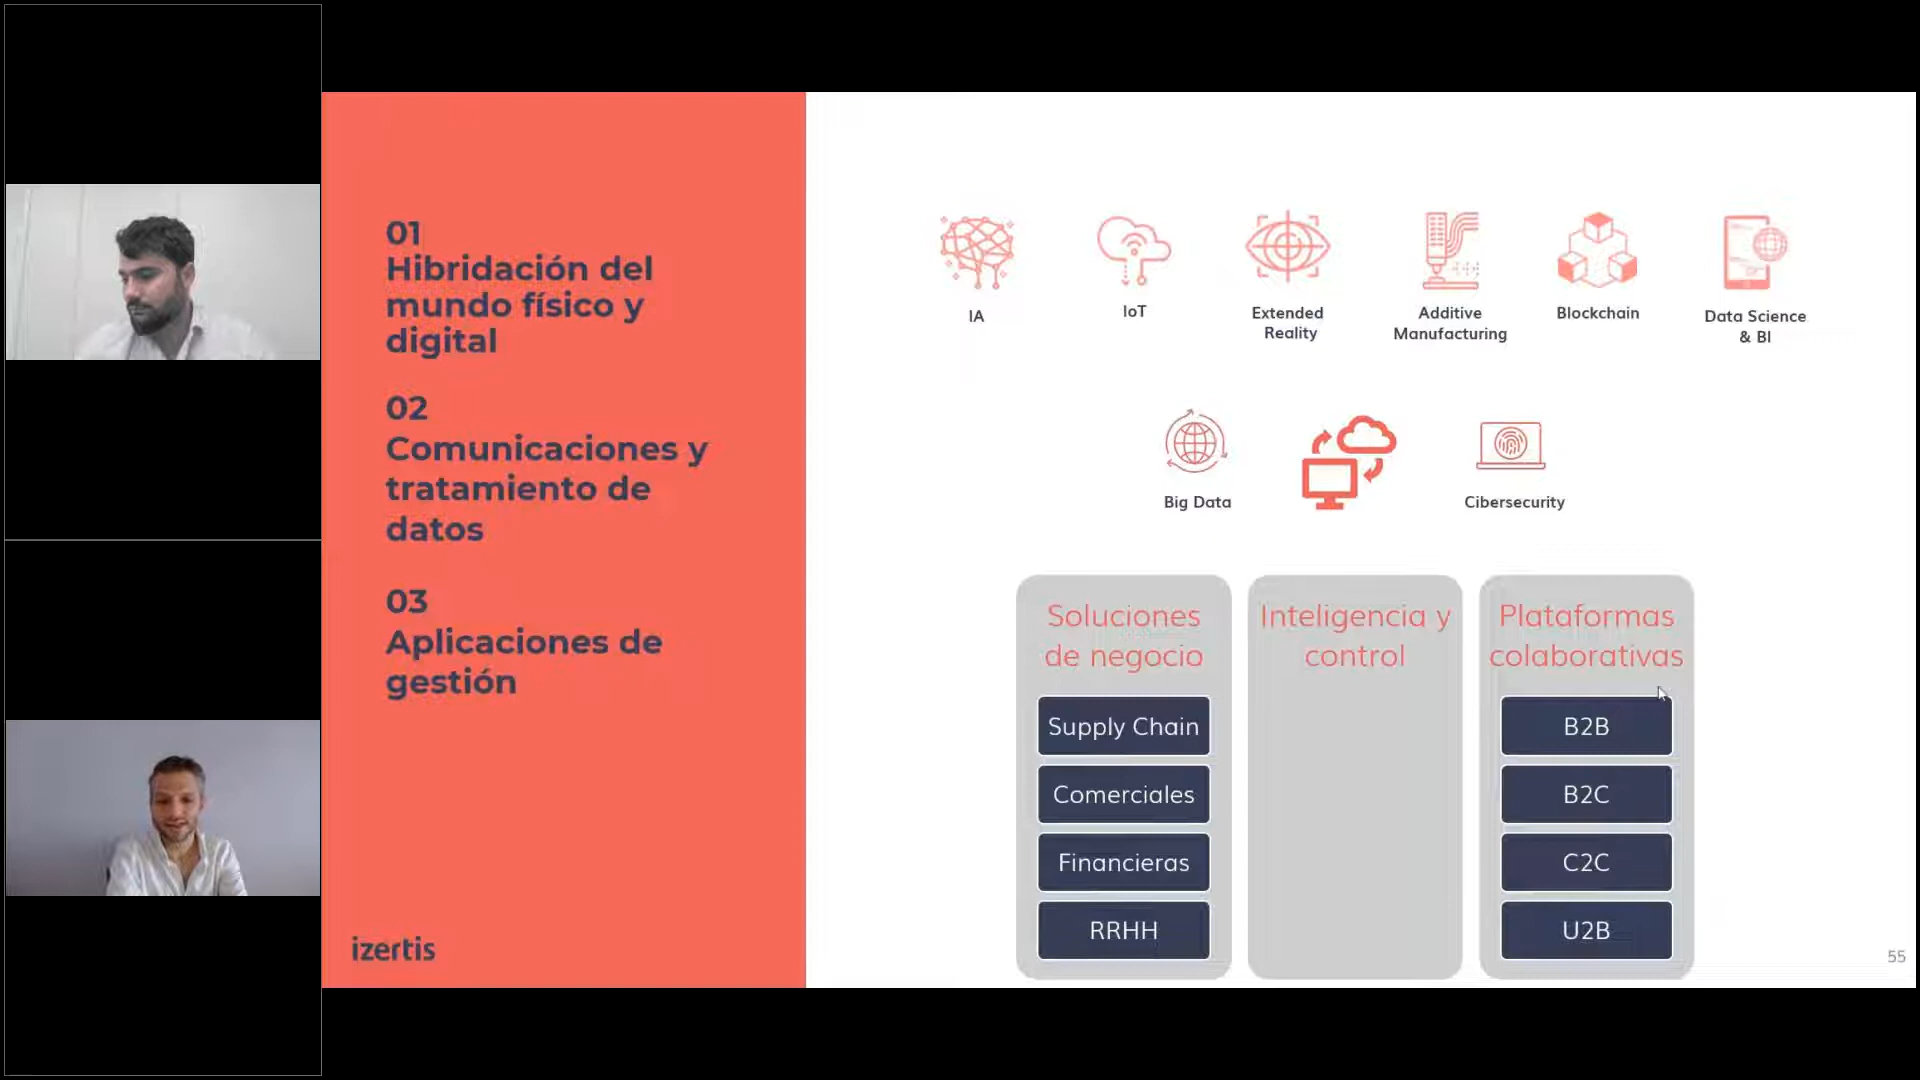 01
Hibridación del
mundo físico y
digital
02
Comunicaciones y
tratamiento de
datos
03
Aplicaciones de
gestión
izertis
IA
IoT
Extended
Reality
Additive
Manufacturing
Blockchain
Data Science
& BI
Big Data
Cibersecurity
Soluciones
de negocio
Supply Chain
Comerciales
Financieras
RRHH
Inteligencia y
control
Plataformas
colaborativas
B2B
B2C
C2C
U2B
55